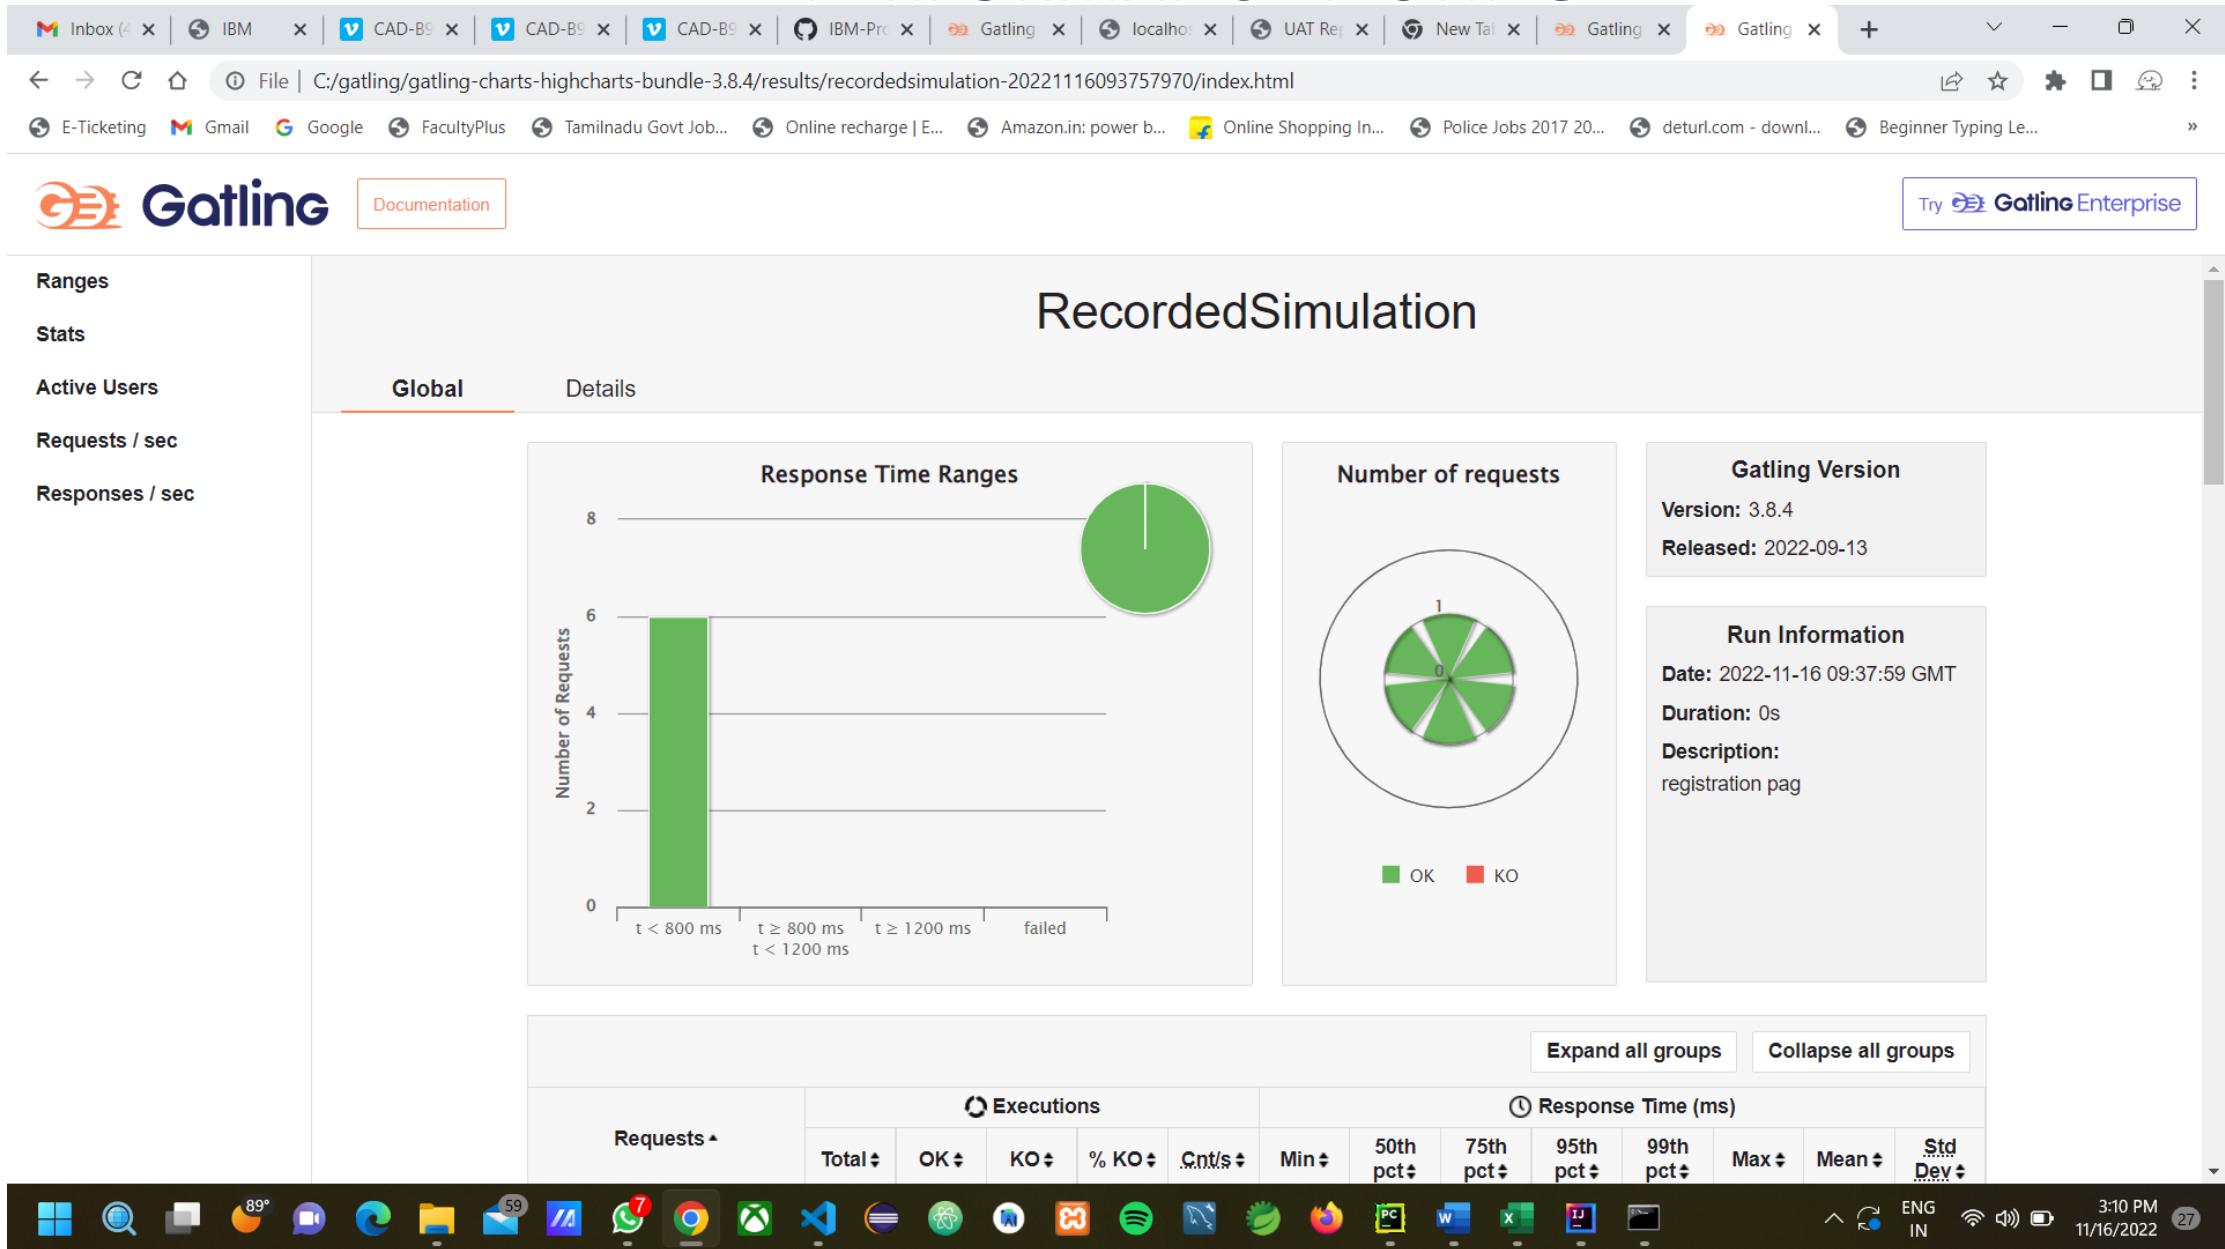 Inbox (4
IBM
CAD-B9
CAD-B9
CAD-B9
IBM-Pro
Gatling
localhos
UAT Rep
New Tab
Gatling
Gatling
File | C:/gatling/gatling-charts-highcharts-bundle-3.8.4/results/recordedsimulation-20221116093757970/index.html
E-Ticketing
Gmail
Google
FacultyPlus
Tamilnadu Govt Job...
Online recharge | E...
Amazon.in: power b...
Online Shopping In...
Police Jobs 2017 20...
deturl.com - downl...
Beginner Typing Le...
»
Gatling
Documentation
Try Gatling Enterprise
Ranges
Stats
Active Users
Requests / sec
Responses / sec
RecordedSimulation
Global
Details
Response Time Ranges
Number of Requests
8
6
4
2
0
t < 800 ms
t ≥ 800 ms
t < 1200 ms
t ≥ 1200 ms
failed
Number of requests
1
0
OK
KO
Gatling Version
Version: 3.8.4
Released: 2022-09-13
Run Information
Date: 2022-11-16 09:37:59 GMT
Duration: 0s
Description:
registration pag
Expand all groups
Collapse all groups
Requests
Executions
Response Time (ms)
Total
OK
KO
% KO
Cnt/s
Min
50th
pct
75th
pct
95th
pct
99th
pct
Max
Mean
Std
Dev
89°
59
7
PC
W
X
IJ
ENG
IN
3:10 PM
11/16/2022
27